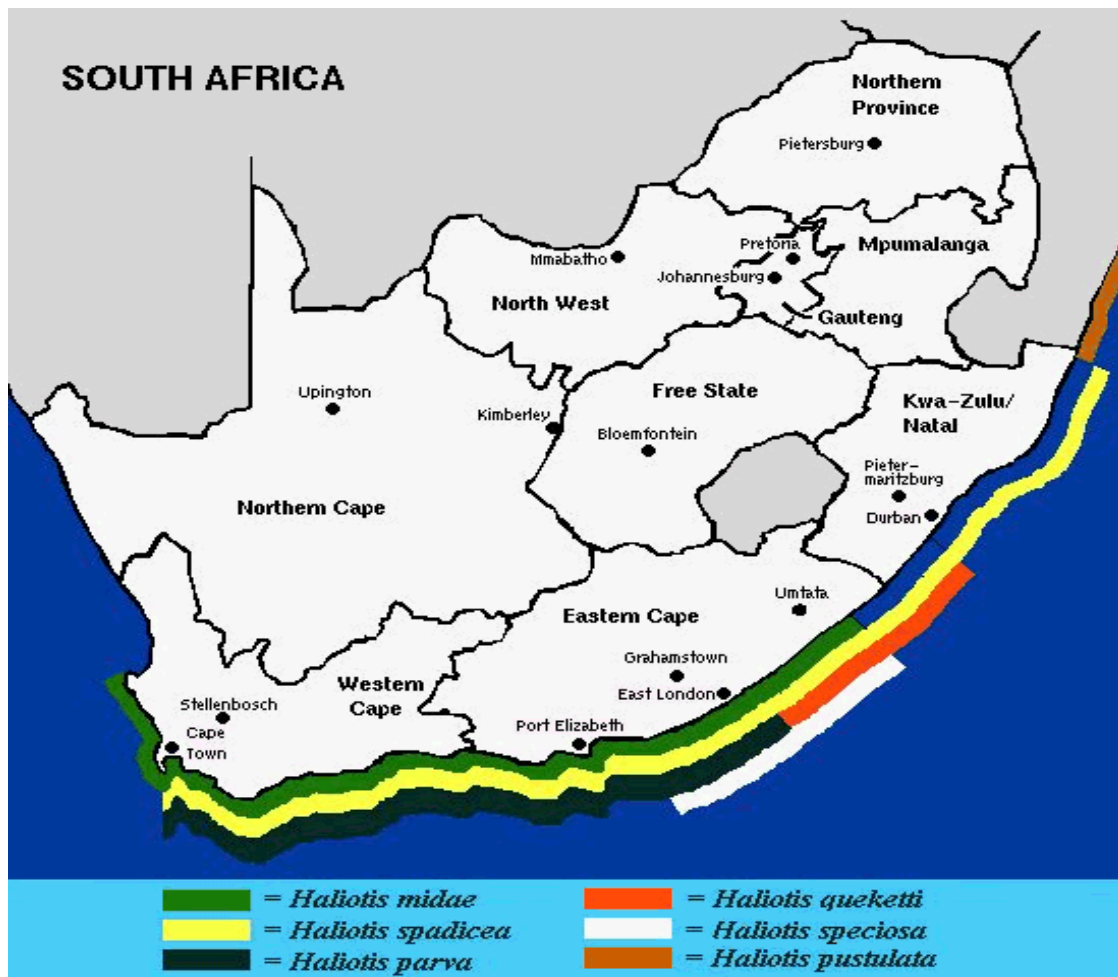 SOUTH AFRICA
Northern
Province
Pietersburg
Mpumalanga
Pretoria
Mmabatho
Johannesburg
North West
Gauteng
Upington
Free State
Kimberley
Kwa-Zulu/
Natal
Bloemfontein
Pieter-
maritzburg
Northern Cape
Durban
Umtata
Eastern Cape
Grahamstown
Western
Cape
East London
Stellenbosch
Port Elizabeth
Cape
Town
= Haliotis midae
= Haliotis queketti
= Haliotis spadicea
= Haliotis speciosa
= Haliotis parva
= Haliotis pustulata